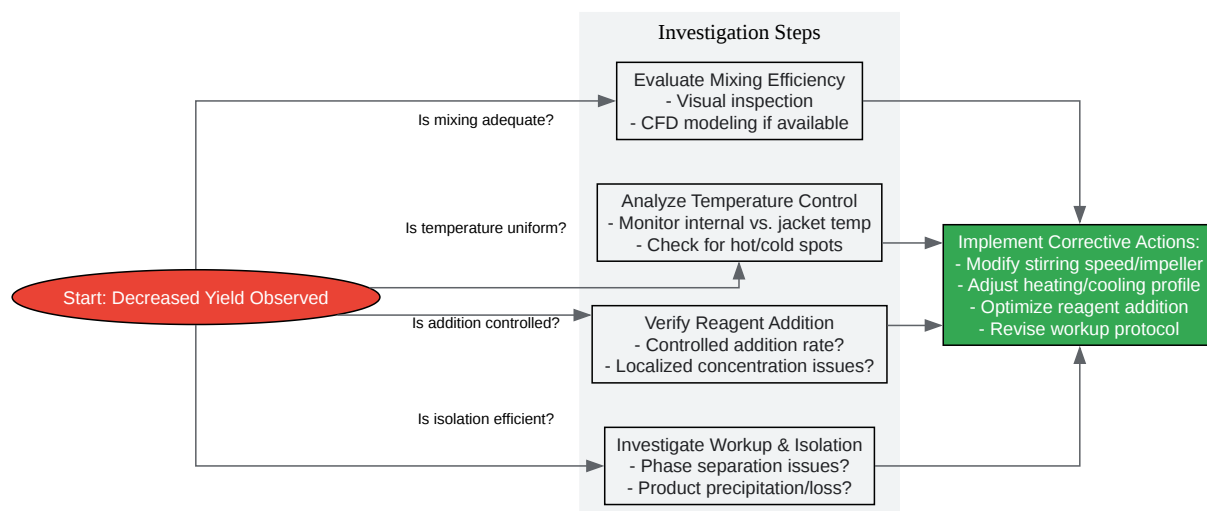 Investigation Steps
Evaluate Mixing Efficiency
- Visual inspection
- CFD modeling if available
Is mixing adequate?
Analyze Temperature Control
- Monitor internal vs. jacket temp
- Check for hot/cold spots
Is temperature uniform?
Implement Corrective Actions:
- Modify stirring speed/impeller
- Adjust heating/cooling profile
- Optimize reagent addition
- Revise workup protocol
Start: Decreased Yield Observed
Is addition controlled?
Verify Reagent Addition
- Controlled addition rate?
- Localized concentration issues?
Is isolation efficient?
Investigate Workup & Isolation
- Phase separation issues?
- Product precipitation/loss?